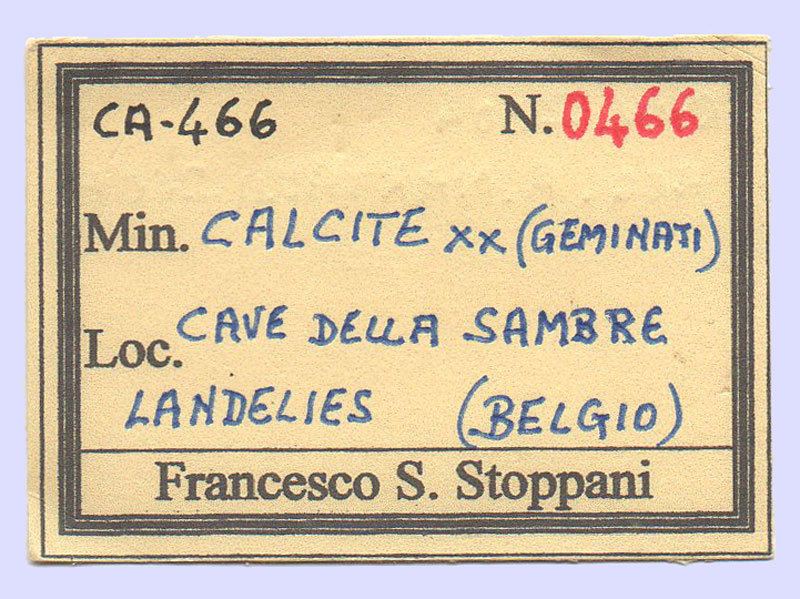 CA-466 N. 0466
Min. CALCITE xx (GEMINATI)
Loc. CAVE DELLA SAMBRE
LANDELIES (BELGIO)
Francesco S. Stoppani